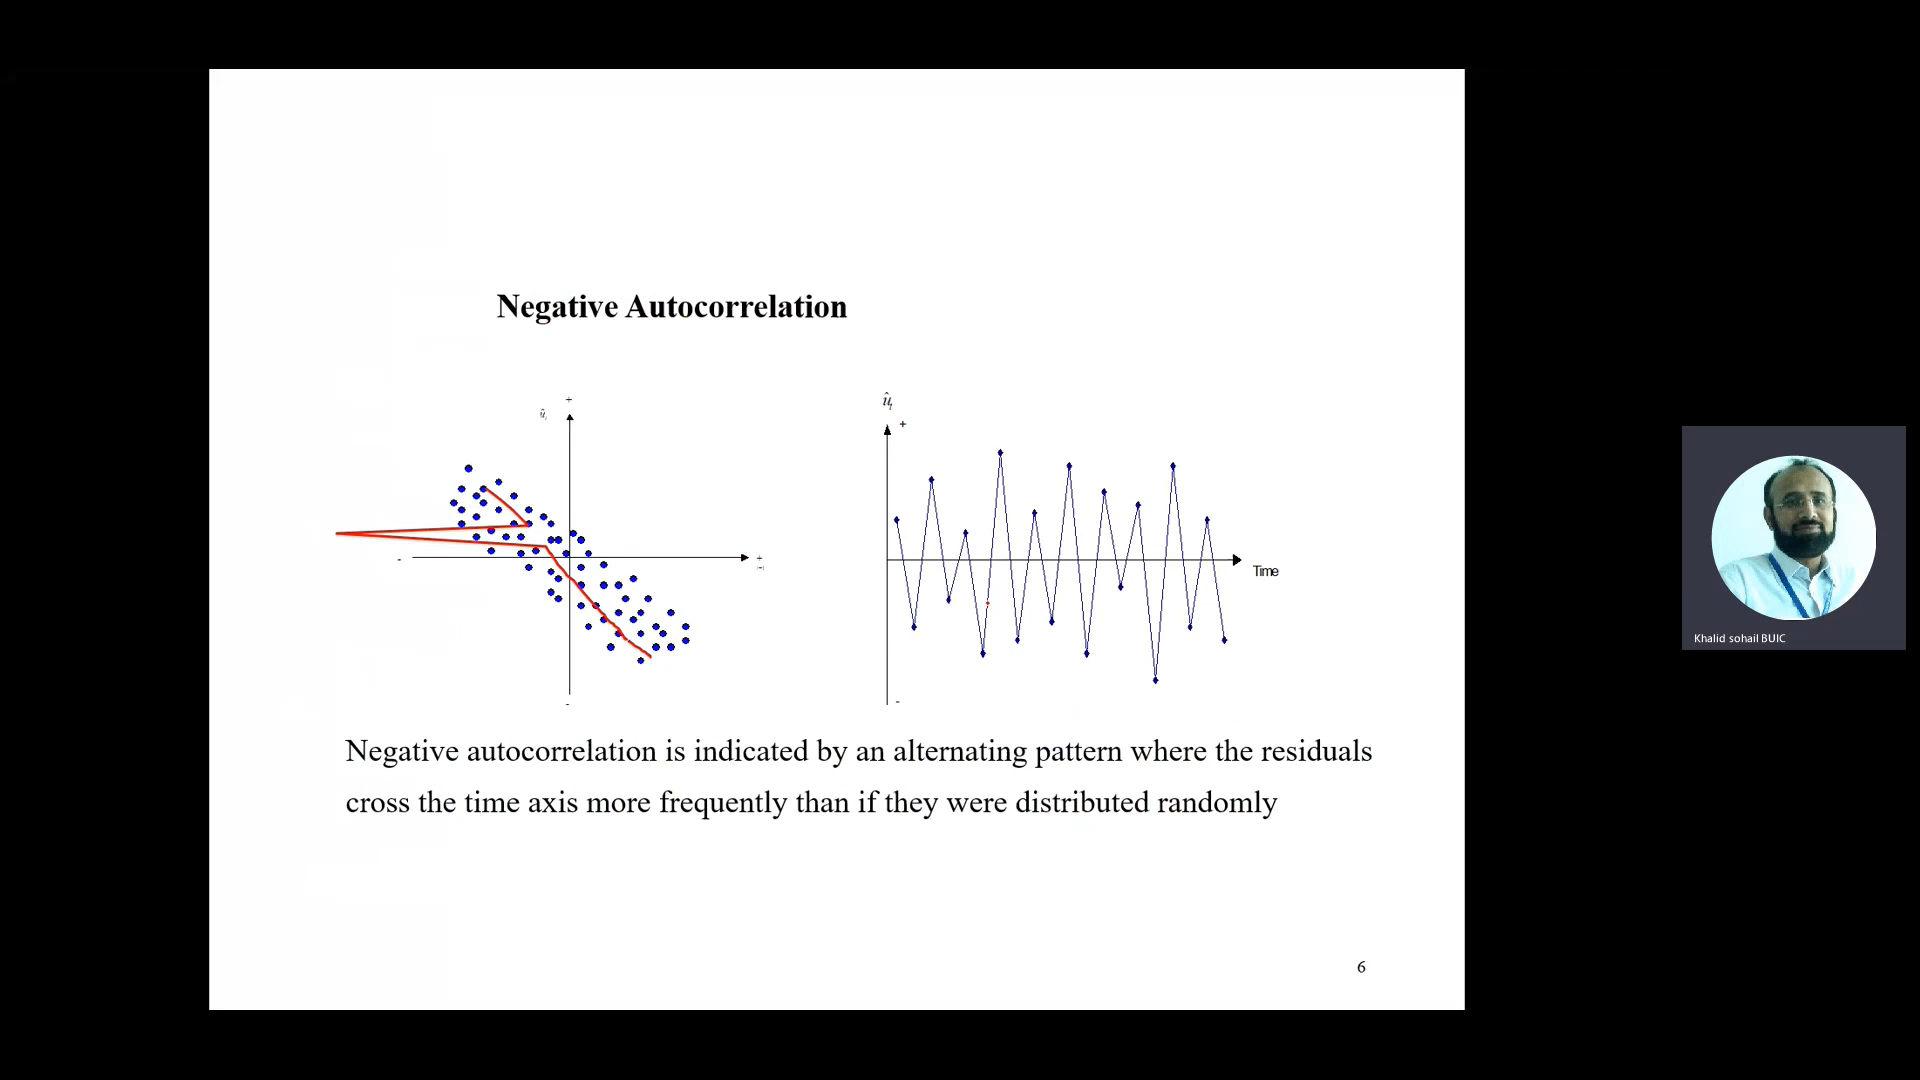 Negative Autocorrelation
+
û
û
t
+
-
+
-
Time
-
-
Negative autocorrelation is indicated by an alternating pattern where the residuals
cross the time axis more frequently than if they were distributed randomly
6
Khalid sohail BUIC